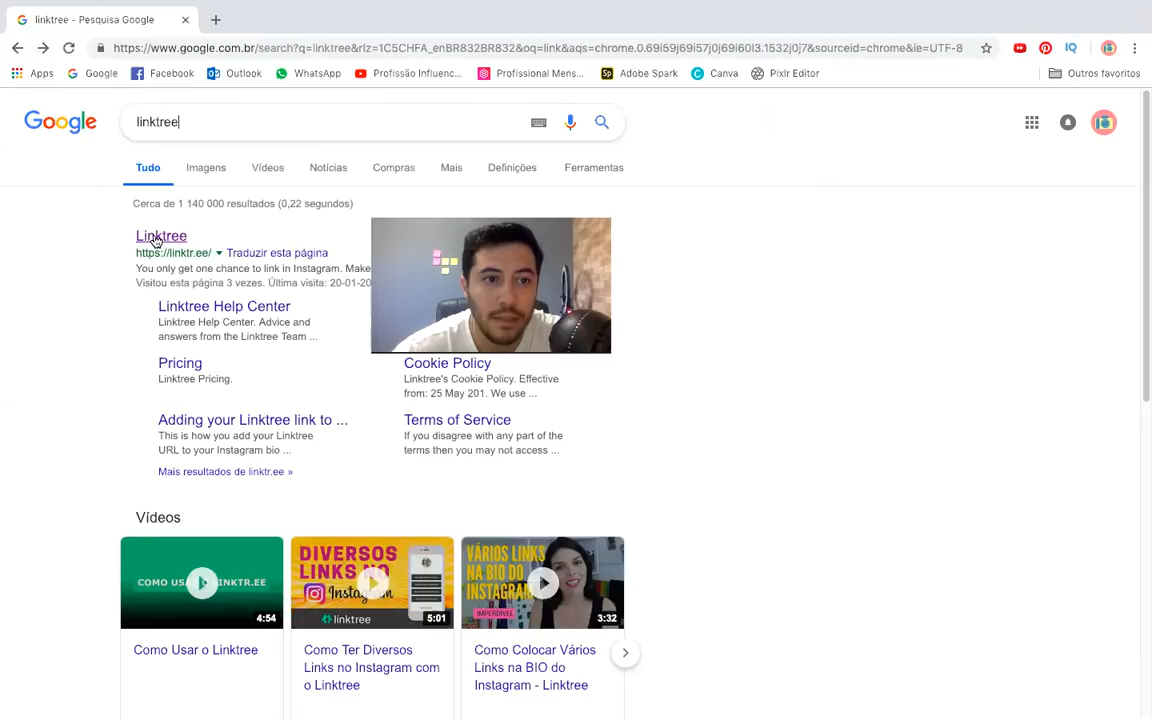 linktree - Pesquisa Google
https://www.google.com.br/search?q=linktree&rlz=1C5CHFA_enBR832BR832&oq=link&aqs=chrome.0.69i59j69i57j0j69i60l3.1532j0j7&sourceid=chrome&ie=UTF-8
Apps Google Facebook Outlook WhatsApp Profissão Influenc... Profissional Mens... Adobe Spark Canva Pixlr Editor Outros favoritos
Google
linktree
Tudo Imagens Vídeos Notícias Compras Mais Definições Ferramentas
Cerca de 1 140 000 resultados (0,22 segundos)
Linktree
https://linktr.ee/ Traduzir esta página
You only get one chance to link in Instagram. Make
Visitou esta página 3 vezes. Última visita: 20-01-20
Linktree Help Center
Linktree Help Center. Advice and
answers from the Linktree Team ...
Pricing
Linktree Pricing.
Cookie Policy
Linktree's Cookie Policy. Effective
from: 25 May 201. We use ...
Adding your Linktree link to ...
This is how you add your Linktree
URL to your Instagram bio ...
Terms of Service
If you disagree with any part of the
terms then you may not access ...
Mais resultados de linktr.ee »
Vídeos
COMO USAR LINKTR.EE
4:54
DIVERSOS
LINKS NO
Instagram
linktree
5:01
VÁRIOS LINKS
NA BIO DO
INSTAGRAM
IMPERDÍVEL
3:32
Como Usar o Linktree
Como Ter Diversos
Links no Instagram com
o Linktree
Como Colocar Vários
Links na BIO do
Instagram - Linktree